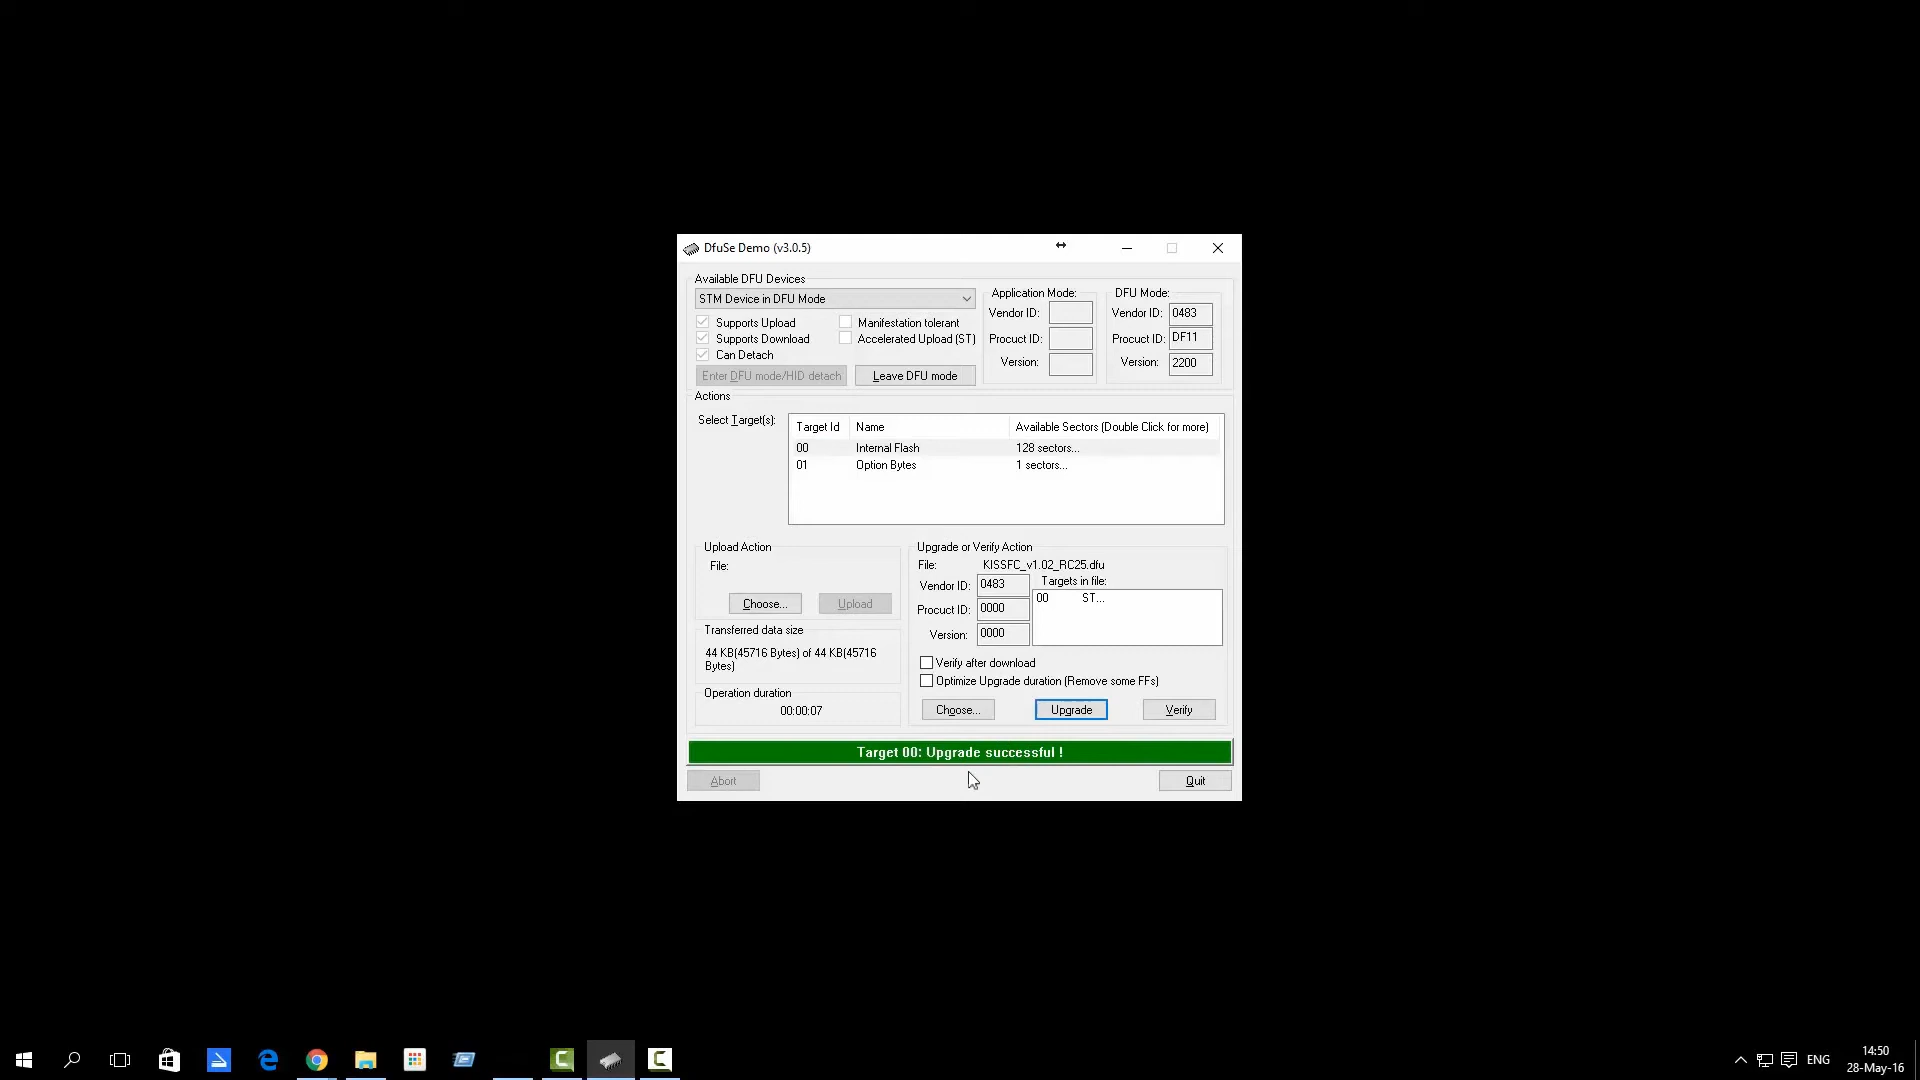 DfuSe Demo (v3.0.5)
Available DFU Devices
STM Device in DFU Mode
Supports Upload
Manifestation tolerant
Supports Download
Accelerated Upload (ST)
Can Detach
Enter DFU mode/HID detach
Leave DFU mode
Application Mode:
Vendor ID:
Procuct ID:
Version:
DFU Mode:
Vendor ID: 0483
Procuct ID: DF11
Version: 2200
Actions
Select Target(s):
Target Id Name Available Sectors (Double Click for more)
00 Internal Flash 128 sectors...
01 Option Bytes 1 sectors...
Upload Action
File:
Choose...
Upload
Transferred data size
44 KB(45716 Bytes) of 44 KB(45716
Bytes)
Operation duration
00:00:07
Upgrade or Verify Action
File: KISSFC_v1.02_RC25.dfu
Vendor ID: 0483
Procuct ID: 0000
Version: 0000
Targets in file:
00 ST...
Verify after download
Optimize Upgrade duration (Remove some FFs)
Choose...
Upgrade
Verify
Target 00: Upgrade successful !
Abort
Quit
ENG
14:50
28-May-16